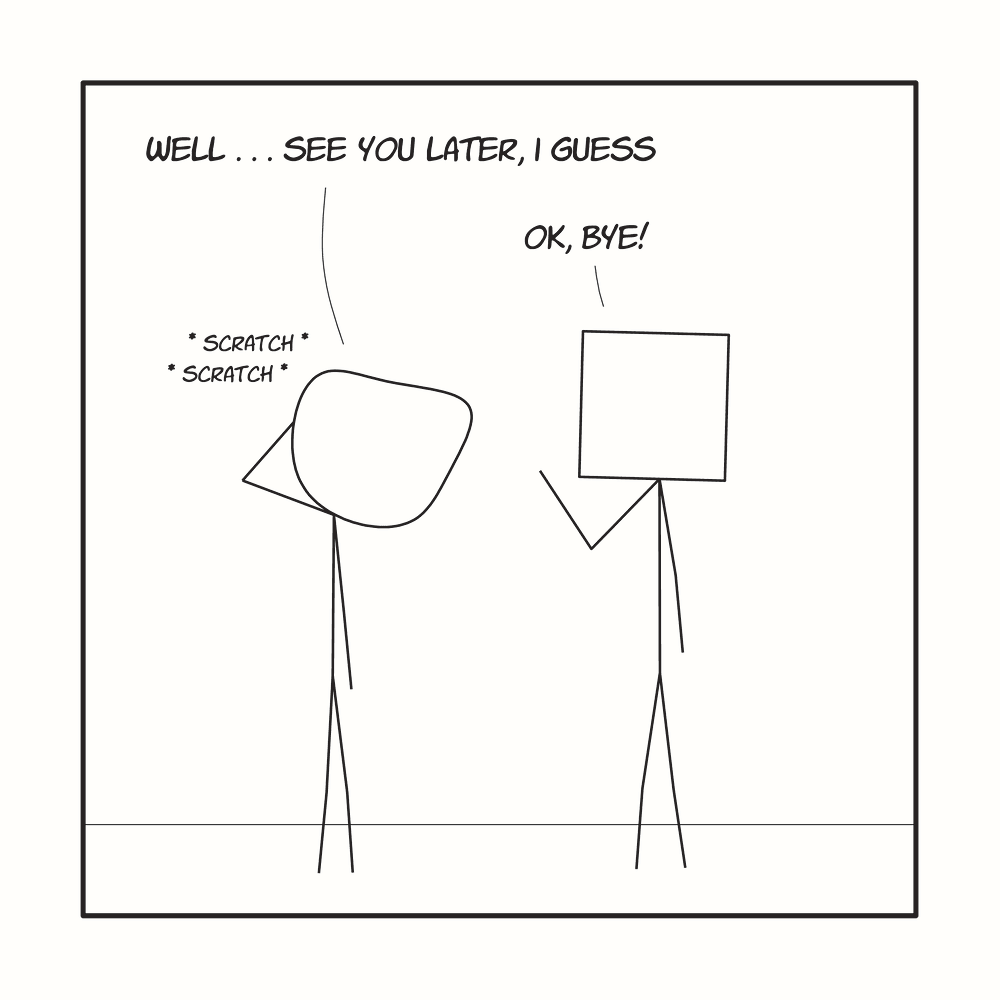 WELL . . . SEE YOU LATER, I GUESS
OK, BYE!
* SCRATCH *
* SCRATCH *